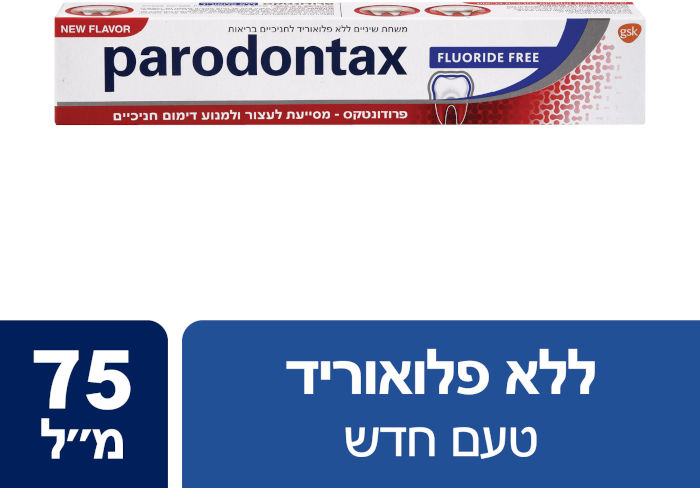 NEW FLAVOR
משחת שיניים ללא פלואוריד לחניכיים בריאות
parodontax
FLUORIDE FREE
gsk
פרודונטקס - מסייעת לעצור ולמנוע דימום חניכיים
ללא פלואוריד
טעם חדש
75
מ״ל